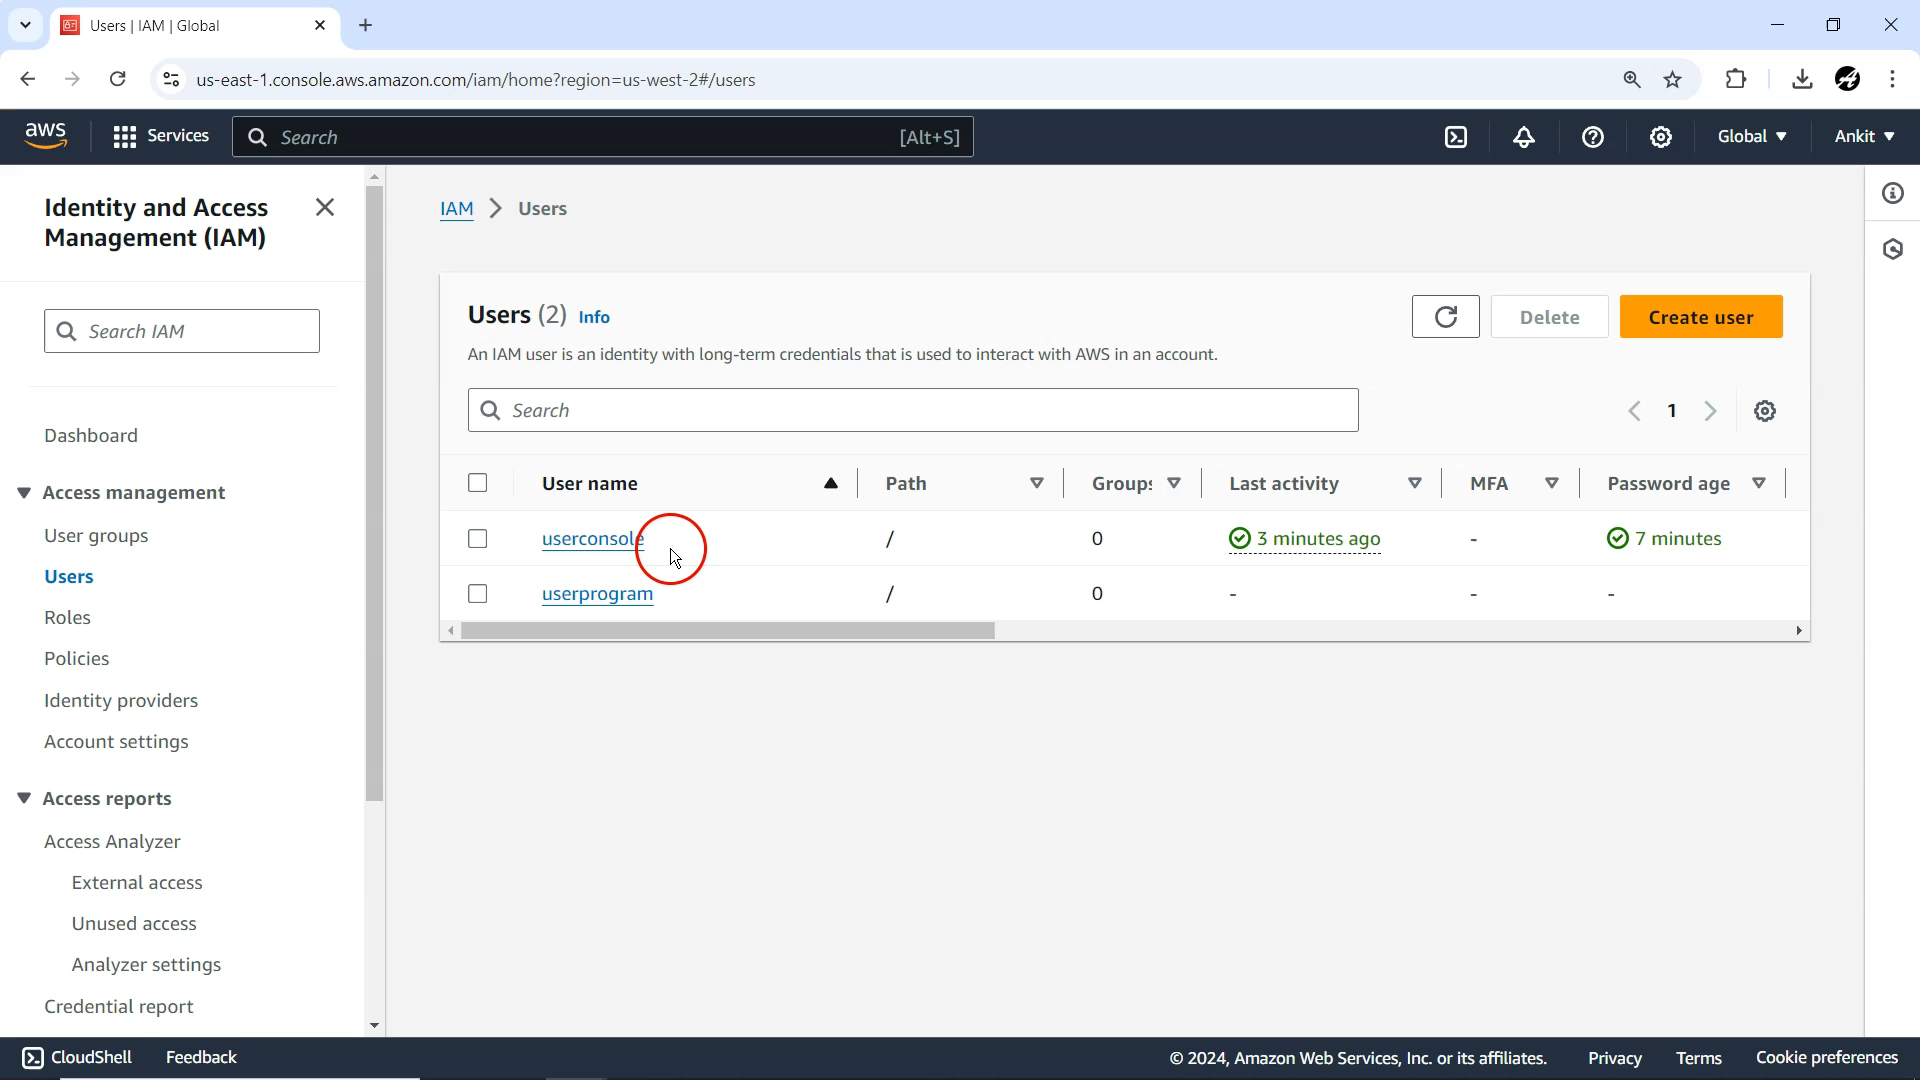 Users | IAM | Global
us-east-1.console.aws.amazon.com/iam/home?region=us-west-2#/users
aws
Services
Search
[Alt+S]
Global
Ankit
Identity and Access
Management (IAM)
Search IAM
Dashboard
Access management
User groups
Users
Roles
Policies
Identity providers
Account settings
Access reports
Access Analyzer
External access
Unused access
Analyzer settings
Credential report
IAM > Users
Users (2) Info
An IAM user is an identity with long-term credentials that is used to interact with AWS in an account.
Delete
Create user
Search
1
User name Path Groups Last activity MFA Password age
userconsole / 0 3 minutes ago - 7 minutes
userprogram / 0 - - -
CloudShell Feedback © 2024, Amazon Web Services, Inc. or its affiliates. Privacy Terms Cookie preferences